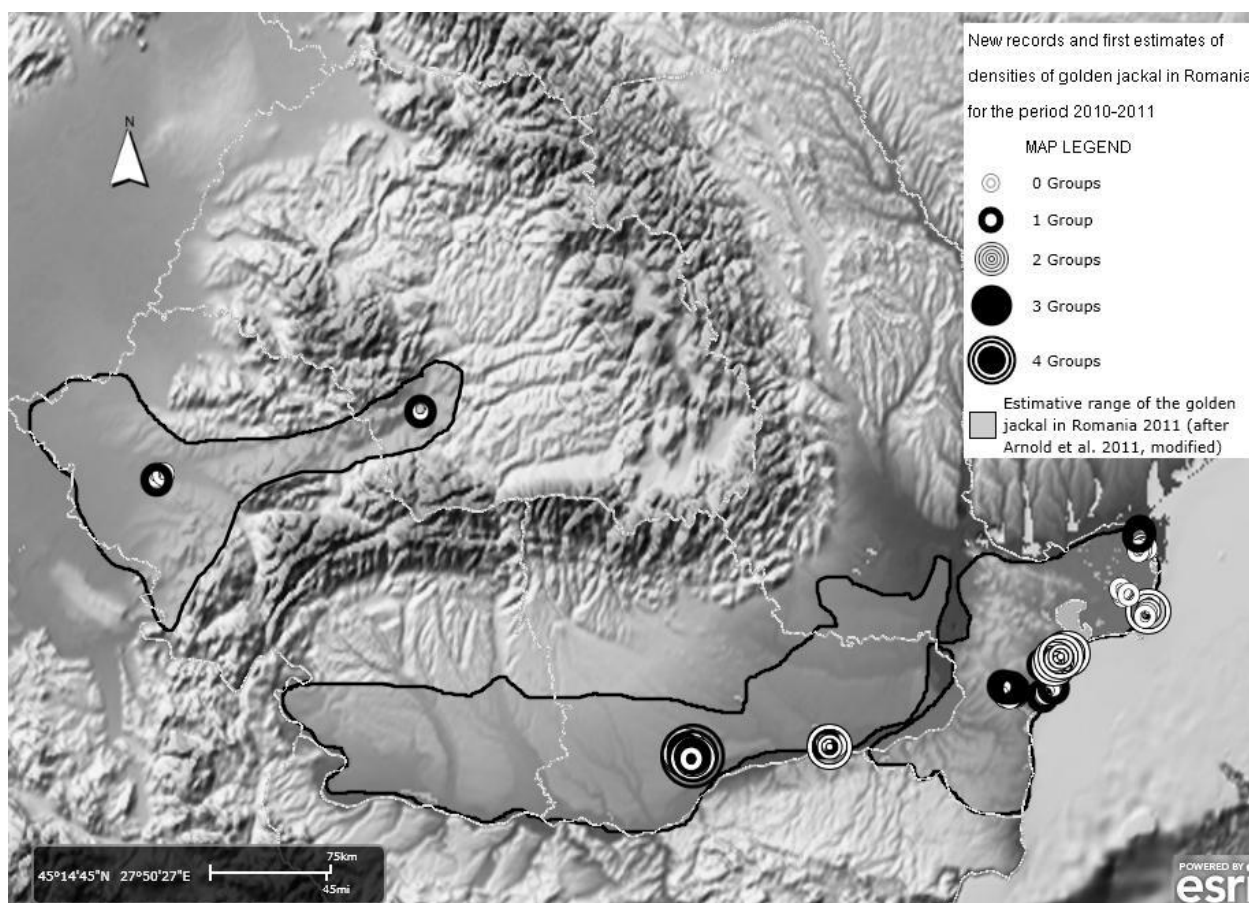 New records and first estimates of
densities of golden jackal in Romania
for the period 2010-2011
MAP LEGEND
0 Groups
1 Group
2 Groups
3 Groups
4 Groups
Estimative range of the golden
jackal in Romania 2011 (after
Arnold et al. 2011, modified)
N
75km
45°14'45"N 27°50'27"E
45mi
POWERED BY
esri